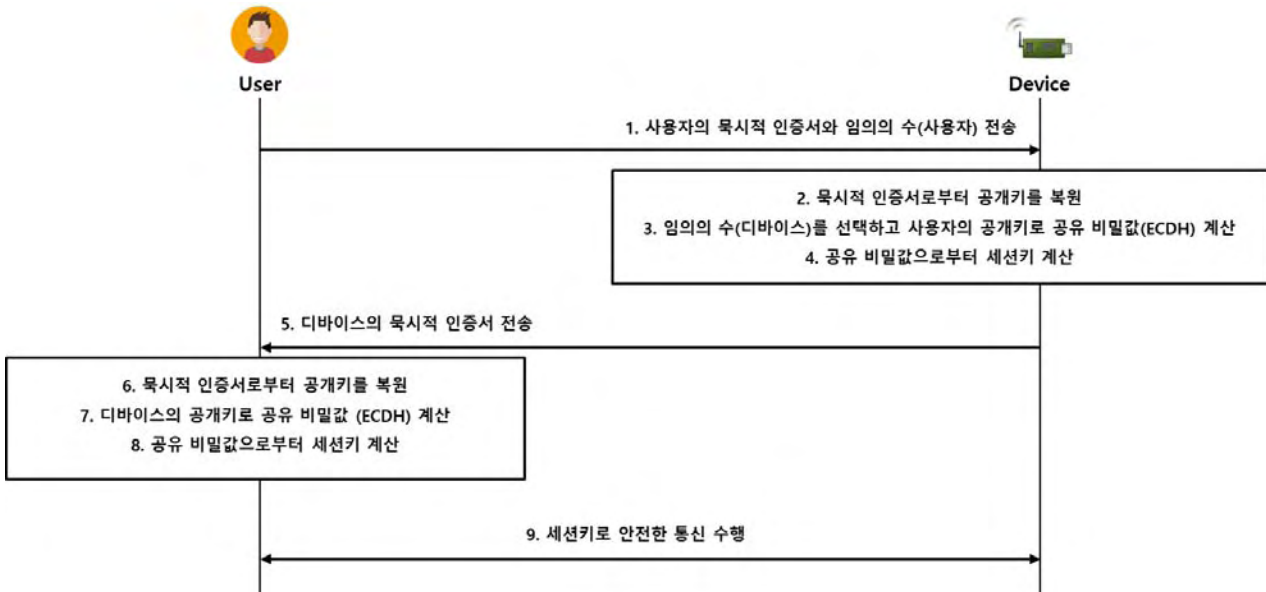 User
Device
1. 사용자의 묵시적 인증서와 임의의 수(사용자) 전송
2. 묵시적 인증서로부터 공개키를 복원
3. 임의의 수(디바이스)를 선택하고 사용자의 공개키로 공유 비밀값(ECDH) 계산
4. 공유 비밀값으로부터 세션키 계산
5. 디바이스의 묵시적 인증서 전송
6. 묵시적 인증서로부터 공개키를 복원
7. 디바이스의 공개키로 공유 비밀값 (ECDH) 계산
8. 공유 비밀값으로부터 세션키 계산
9. 세션키로 안전한 통신 수행